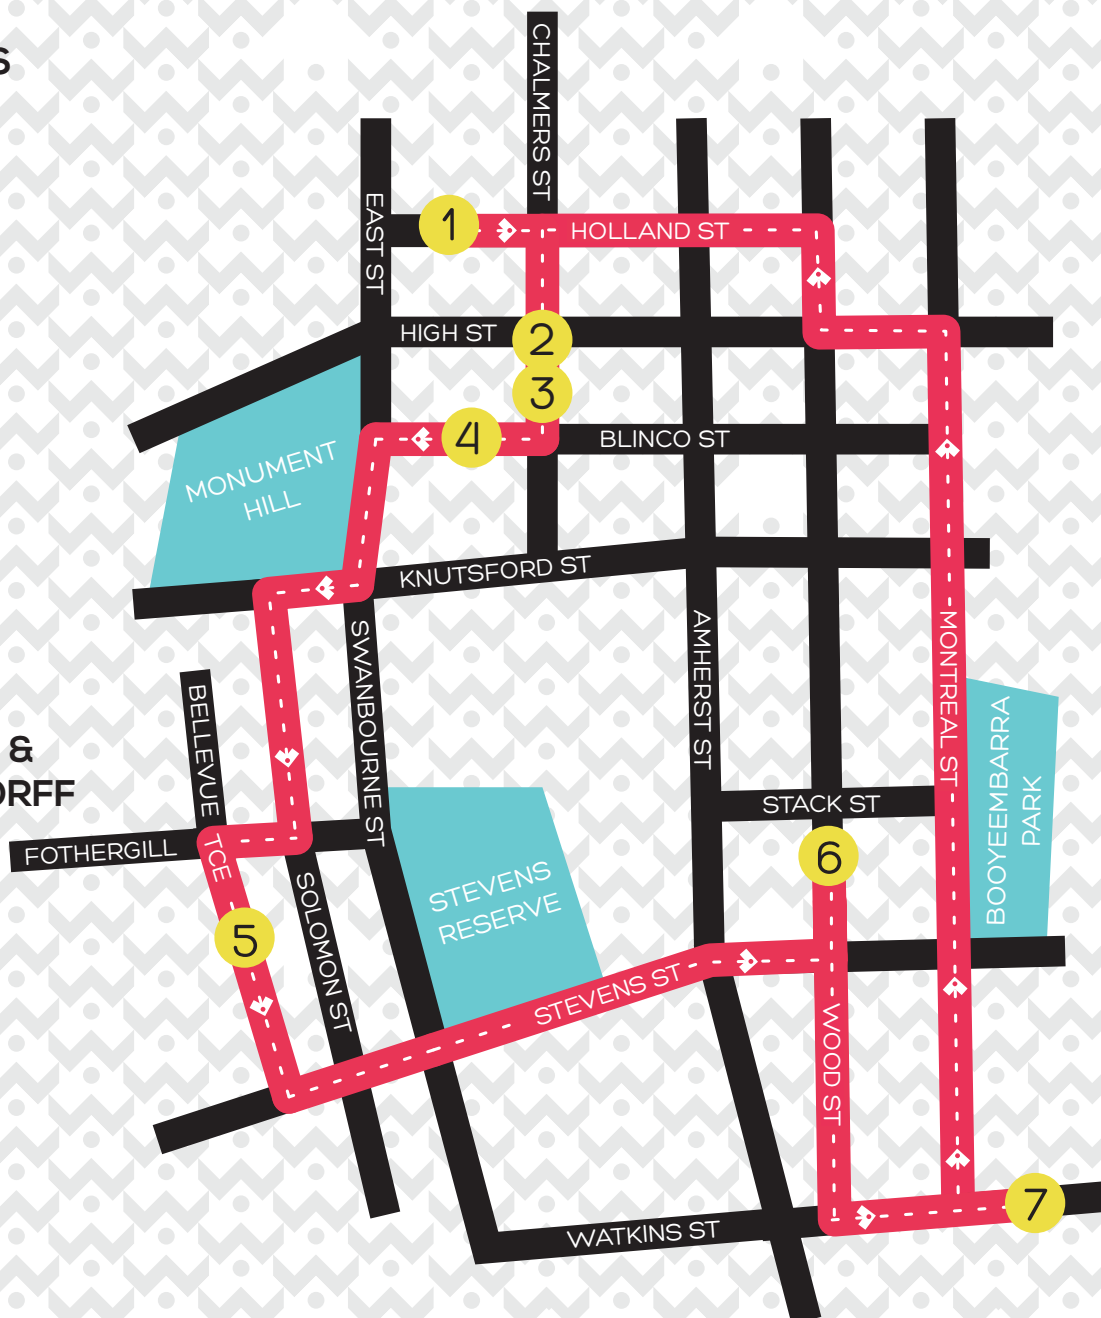 S
CHALMERS ST
EAST ST
1
HOLLAND ST
HIGH ST
2
3
4
BLINCO ST
MONUMENT
HILL
KNUTSFORD ST
SWANBOURNE ST
AMHERST ST
MONTREAL ST
BELLEVUE
TCE
&
ORFF
FOTHERGILL
SOLOMON ST
STACK ST
BOOYEEMBARRA
PARK
6
STEVENS
RESERVE
5
STEVENS ST
WOOD ST
7
WATKINS ST